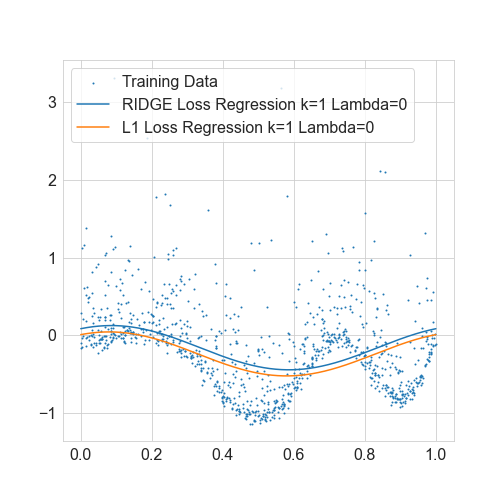 Training Data
RIDGE Loss Regression k=1 Lambda=0
L1 Loss Regression k=1 Lambda=0
3
2
1
0
−1
0.0 0.2 0.4 0.6 0.8 1.0